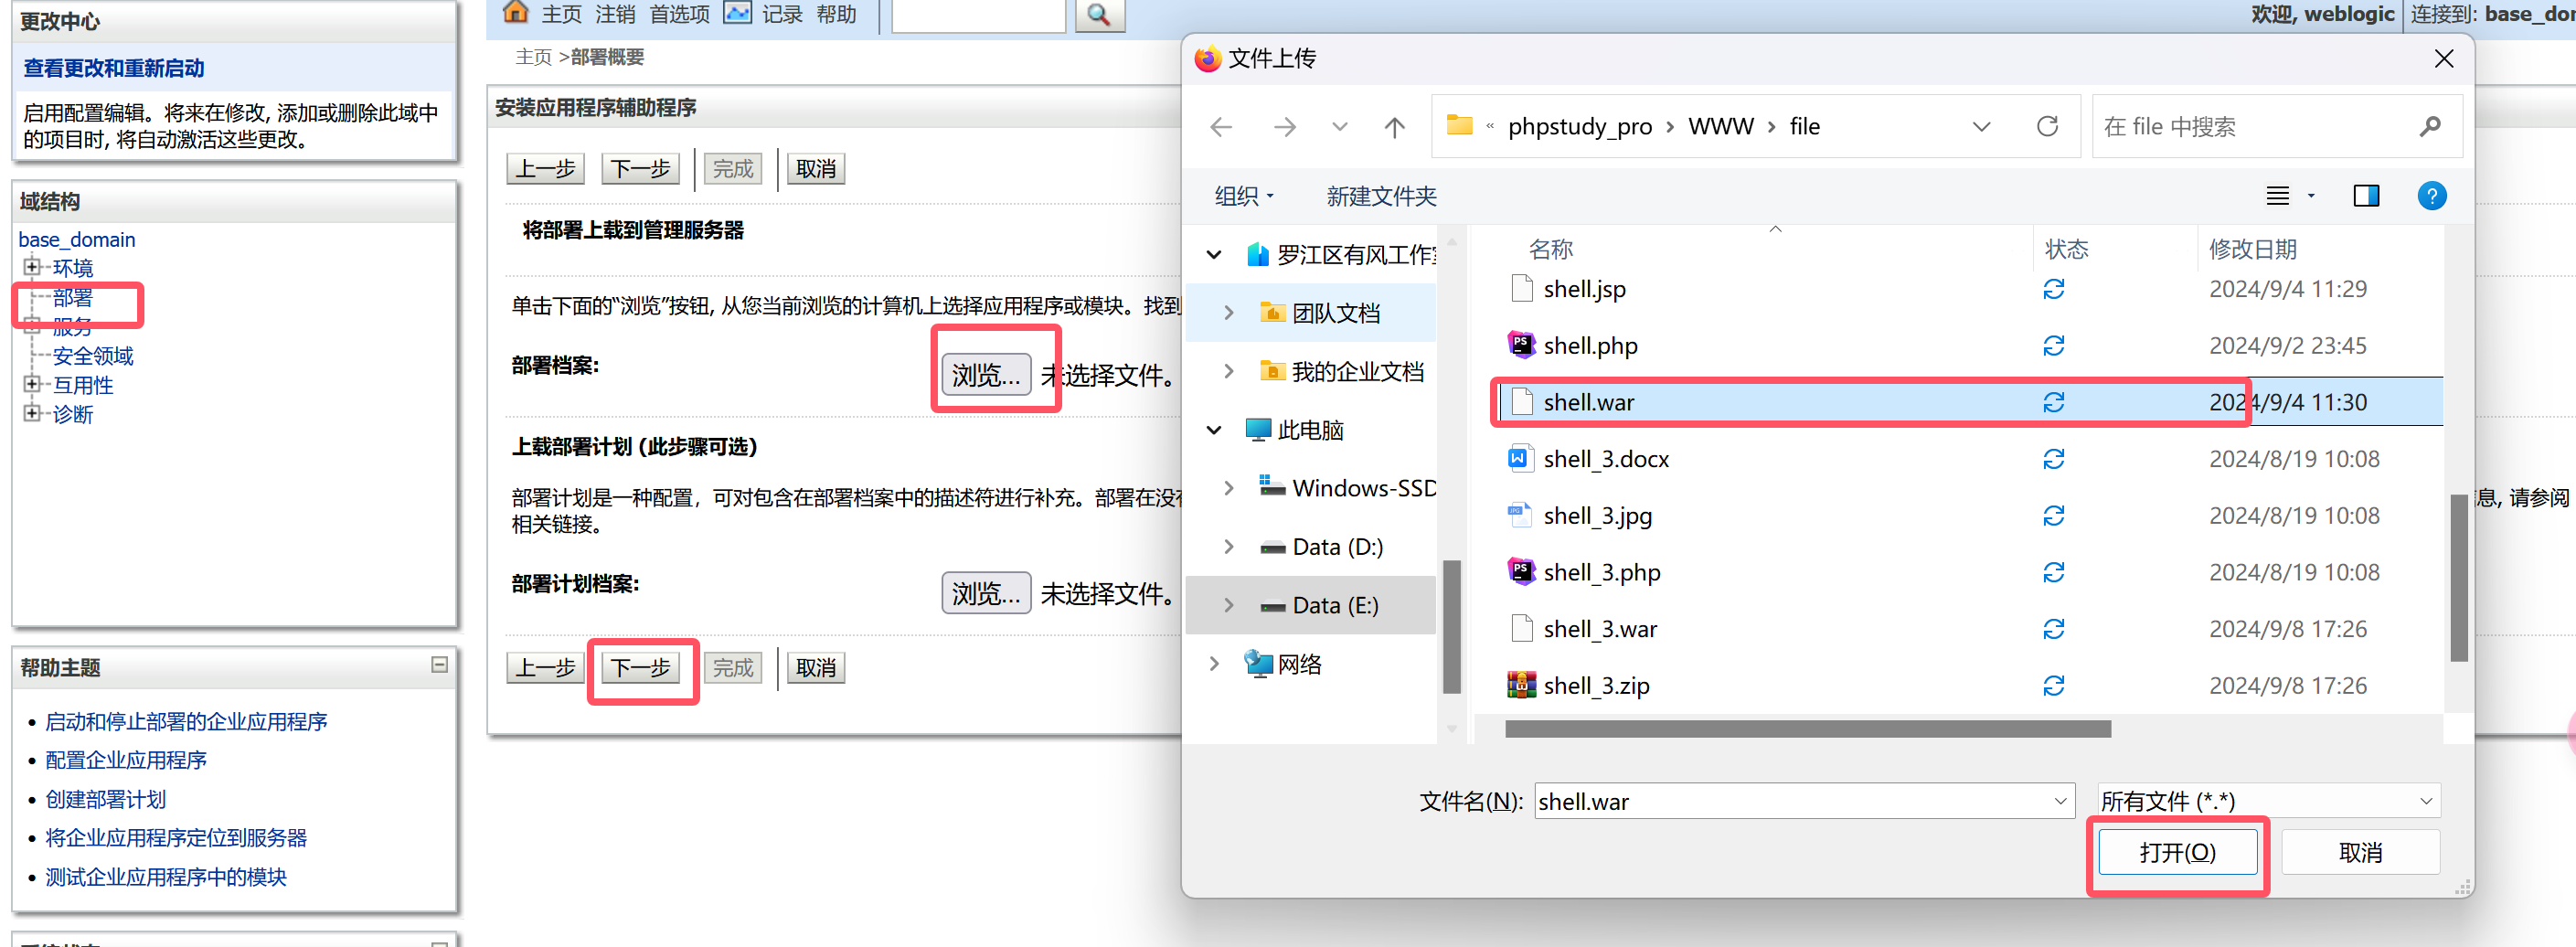 更改中心
查看更改和重新启动
启用配置编辑。将来在修改, 添加或删除此域中
的项目时, 将自动激活这些更改。
域结构
base_domain
环境
部署
服务
安全领域
互用性
诊断
帮助主题
启动和停止部署的企业应用程序
配置企业应用程序
创建部署计划
将企业应用程序定位到服务器
测试企业应用程序中的模块
主页 注销 首选项 记录 帮助
欢迎, weblogic 连接到: base_do
主页 >部署概要
安装应用程序辅助程序
上一步 下一步 完成 取消
将部署上载到管理服务器
单击下面的“浏览”按钮, 从您当前浏览的计算机上选择应用程序或模块。找到
部署档案: 浏览... 未选择文件。
上载部署计划 (此步骤可选)
部署计划是一种配置，可对包含在部署档案中的描述符进行补充。部署在没
息, 请参阅
相关链接。
部署计划档案: 浏览... 未选择文件。
上一步 下一步 完成 取消
文件上传
« phpstudy_pro › WWW › file
在 file 中搜索
组织 新建文件夹
罗江区有风工作
团队文档
我的企业文档
此电脑
Windows-SSD
Data (D:)
Data (E:)
网络
名称 状态 修改日期
shell.jsp 2024/9/4 11:29
shell.php 2024/9/2 23:45
shell.war 2024/9/4 11:30
shell_3.docx 2024/8/19 10:08
shell_3.jpg 2024/8/19 10:08
shell_3.php 2024/8/19 10:08
shell_3.war 2024/9/8 17:26
shell_3.zip 2024/9/8 17:26
文件名(N): shell.war 所有文件 (*.*)
打开(O) 取消